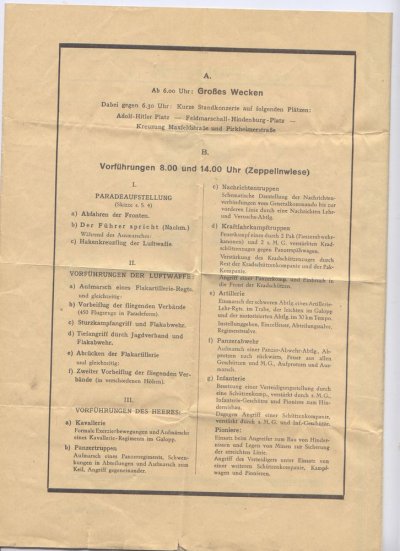 A.
Ab 6.00 Uhr: Großes Wecken
Dabei gegen 6.30 Uhr: Kurze Standkonzerte auf folgenden Plätzen:
Adolf-Hitler Platz — Feldmarschall-Hindenburg-Platz —
Kreuzung Maxfeldstraße und Pirkheimerstraße
B.
Vorführungen 8.00 und 14.00 Uhr (Zeppelinwiese)
I.
PARADEAUFSTELLUNG
(Skizze s. S. 4)
a) Abfahren der Fronten.
b) Der Führer spricht (Nachm.)
Während des Ausmarsches:
c) Hakenkreuzflug der Luftwaffe.
II.
VORFÜHRUNGEN DER LUFTWAFFE:
a) Aufmarsch eines Flakartillerie-Regts.
und gleichzeitig:
b) Vorbeiflug der fliegenden Verbände
(450 Flugzeuge in Paradeform).
c) Sturzkampfangriff und Flakabwehr.
d) Tiefangriff durch Jagdverband und
Flakabwehr.
e) Abrücken der Flakartillerie
und gleichzeitig:
f) Zweiter Vorbeiflug der fliegenden Ver-
bände (in verschiedenen Höhen).
III.
VORFÜHRUNGEN DES HEERES:
a) Kavallerie
Formale Exerzierbewegungen und Aufmärsche
eines Kavallerie-Regiments im Galopp.
b) Panzertruppen
Aufmarsch eines Panzerregiments, Schwen-
kungen in Abteilungen und Aufmarsch zum
Keil, Angriff gegeneinander.
c) Nachrichtentruppen
Schematische Darstellung der Nachrichten-
verbindungen vom Generalkommando bis zur
vorderen Linie durch eine Nachrichten Lehr-
und Versuchs-Abtlg.
d) Kraftfahrkampftruppen
Feuerkampf eines durch 2 Pak (Panzerabwehr-
kanonen) und 2 s. M. G. verstärkten Krad-
schützenzuges gegen Panzerspähwagen.
Verstärkung des Kradschützenzuges durch
Rest der Kradschützenkompanie und der Pak-
Kompanie.
Angriff einer Panzerkomp. und Einbruch in
die Front der Kradschützen.
e) Artillerie
Einmarsch der schweren Abtlg. eines Artillerie-
Lehr-Rgts. im Trabe, der leichten im Galopp
und der motorisierten Abtlg. im 30 km Tempo.
Instellunggehen, Einzelfeuer, Abteilungssalve,
Regimentssalve.
f) Panzerabwehr
Aufmarsch einer Panzer-Abwehr-Abtlg., Ab-
protzen nach rückwärts, Feuer aus allen
Geschützen und M. G., Aufprotzen und Aus-
marsch.
g) Infanterie
Besetzung einer Verteidigungsstellung durch
eine Schützenkomp., verstärkt durch s. M. G.,
Infanterie-Geschütze und Pioniere zum Hin-
dernisbau.
Dagegen Angriff einer Schützenkompanie,
verstärkt durch s. M. G. und Inf.-Geschütze.
Pioniere:
Einsatz beim Angreifer zum Bau von Hinder-
nissen und Legen von Minen zur Sicherung
der erreichten Linie.
Angriff des Verteidigers unter Einsatz von
einer weiteren Schützenkompanie, Kampf-
wagen und Pionieren.